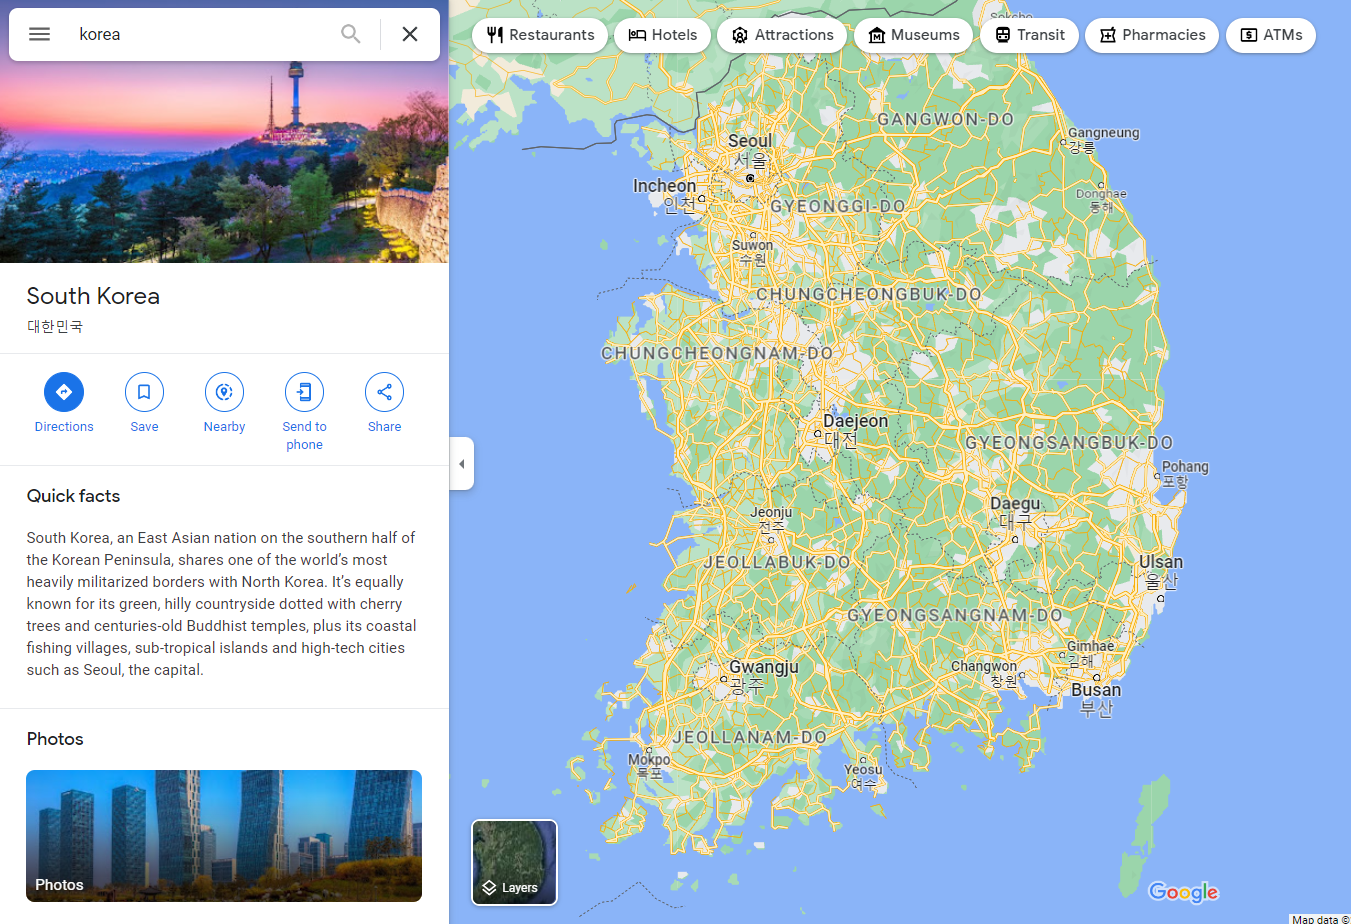 korea
South Korea
대한민국
Directions
Save
Nearby
Send to
phone
Share
Quick facts
South Korea, an East Asian nation on the southern half of
the Korean Peninsula, shares one of the world's most
heavily militarized borders with North Korea. It's equally
known for its green, hilly countryside dotted with cherry
trees and centuries-old Buddhist temples, plus its coastal
fishing villages, sub-tropical islands and high-tech cities
such as Seoul, the capital.
Photos
Photos
Restaurants
Hotels
Attractions
Museums
Transit
Pharmacies
ATMs
Sokcho
GANGWON-DO
Gangneung
강릉
Seoul
서울
Incheon
인천
Donghae
동해
GYEONGGI-DO
Suwon
수원
CHUNGCHEONGBUK-DO
CHUNGCHEONGNAM-DO
Daejeon
대전
GYEONGSANGBUK-DO
Pohang
포항
Daegu
대구
Jeonju
전주
JEOLLABUK-DO
Ulsan
울산
GYEONGSANGNAM-DO
Gimhae
김해
Changwon
창원
Gwangju
광주
Busan
부산
JEOLLANAM-DO
Mokpo
목포
Yeosu
여수
Layers
Google
Map data ©